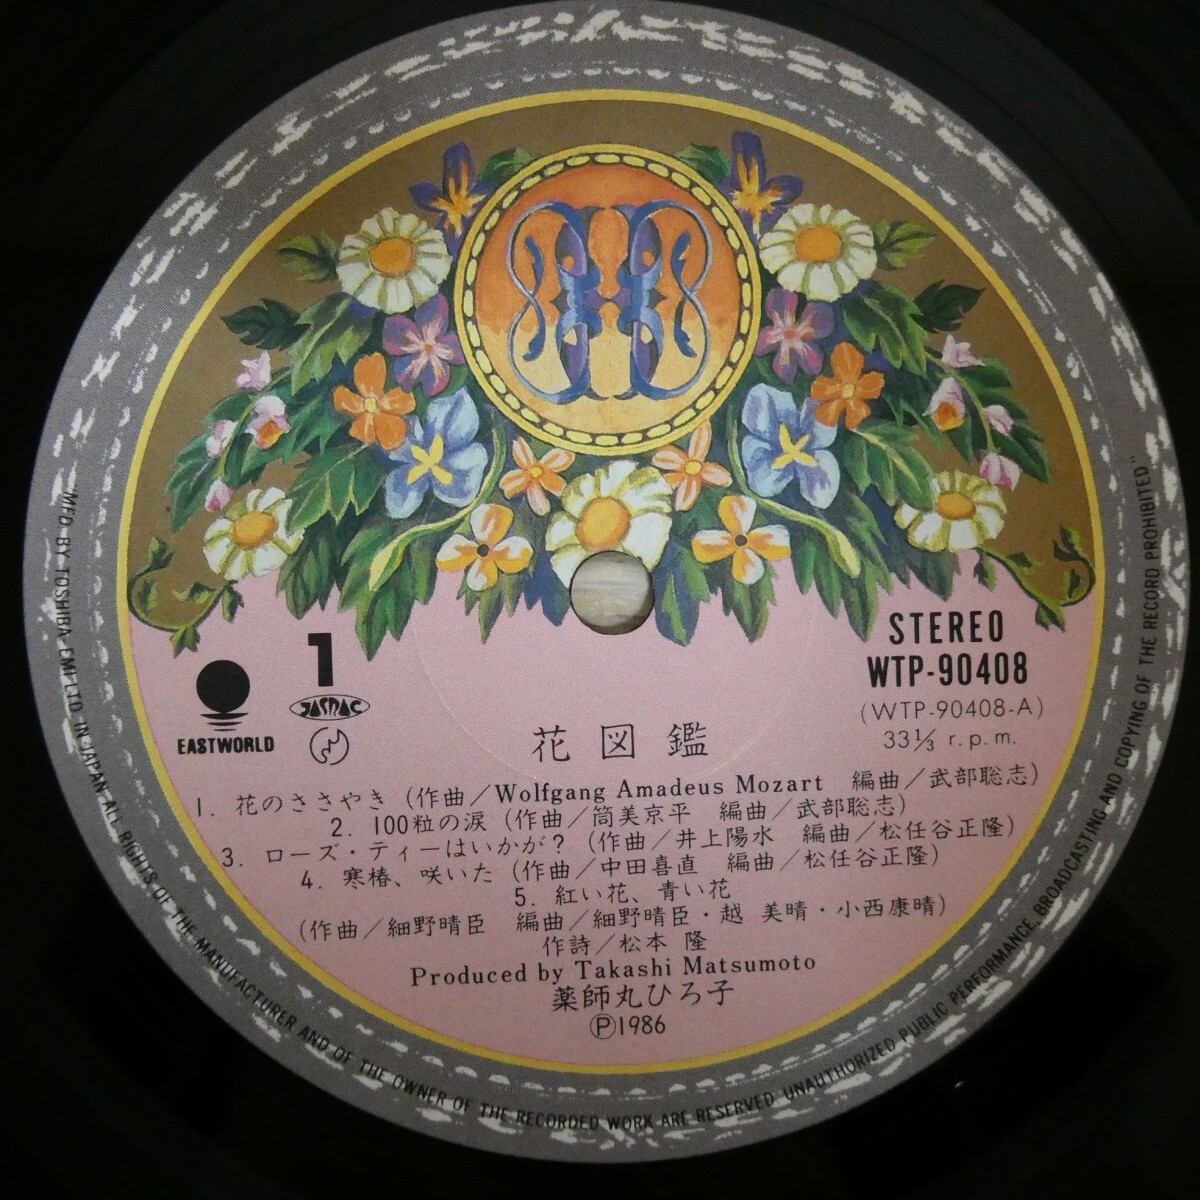 STEREO
WTP-90408
(WTP-90408-A)
33⅓ r.p.m.
1
JASRAC
EASTWORLD
花図鑑
1. 花のささやき (作曲／Wolfgang Amadeus Mozart 編曲／武部聡志)
2. 100粒の涙 (作曲／筒美京平 編曲／武部聡志)
3. ローズ・ティーはいかが? (作曲／井上陽水 編曲／松任谷正隆)
4. 寒椿、咲いた (作曲／中田喜直 編曲／松任谷正隆)
5. 紅い花、青い花
(作曲／細野晴臣 編曲／細野晴臣・越 美晴・小西康晴)
作詩／松本 隆
Produced by Takashi Matsumoto
薬師丸ひろ子
Ⓟ1986
"MFD BY TOSHIBA-EMI LTD IN JAPAN ALL RIGHTS OF THE MANUFACTURER AND OF THE OWNER OF THE RECORDED WORK ARE RESERVED UNAUTHORIZED PUBLIC PERFORMANCE, BROADCASTING AND COPYING OF THE RECORD PROHIBITED"